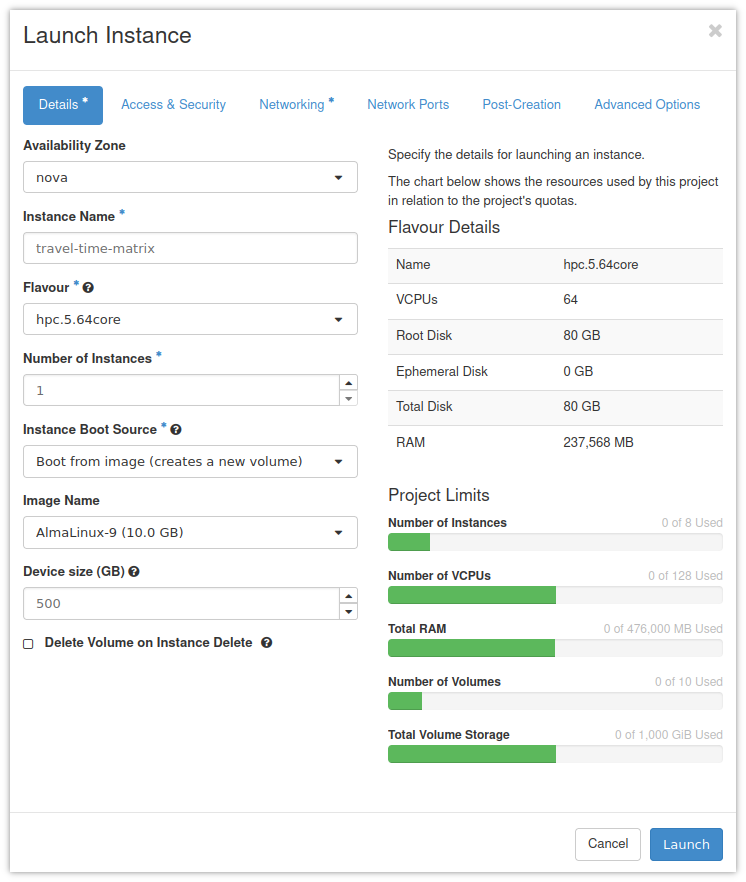 Launch Instance
Details *
Access & Security
Networking *
Network Ports
Post-Creation
Advanced Options
Availability Zone
nova
Instance Name *
travel-time-matrix
Flavour *
hpc.5.64core
Number of Instances *
1
Instance Boot Source *
Boot from image (creates a new volume)
Image Name
AlmaLinux-9 (10.0 GB)
Device size (GB)
500
Delete Volume on Instance Delete
Specify the details for launching an instance.
The chart below shows the resources used by this project
in relation to the project's quotas.
Flavour Details
Name hpc.5.64core
VCPUs 64
Root Disk 80 GB
Ephemeral Disk 0 GB
Total Disk 80 GB
RAM 237,568 MB
Project Limits
Number of Instances 0 of 8 Used
Number of VCPUs 0 of 128 Used
Total RAM 0 of 476,000 MB Used
Number of Volumes 0 of 10 Used
Total Volume Storage 0 of 1,000 GiB Used
Cancel
Launch